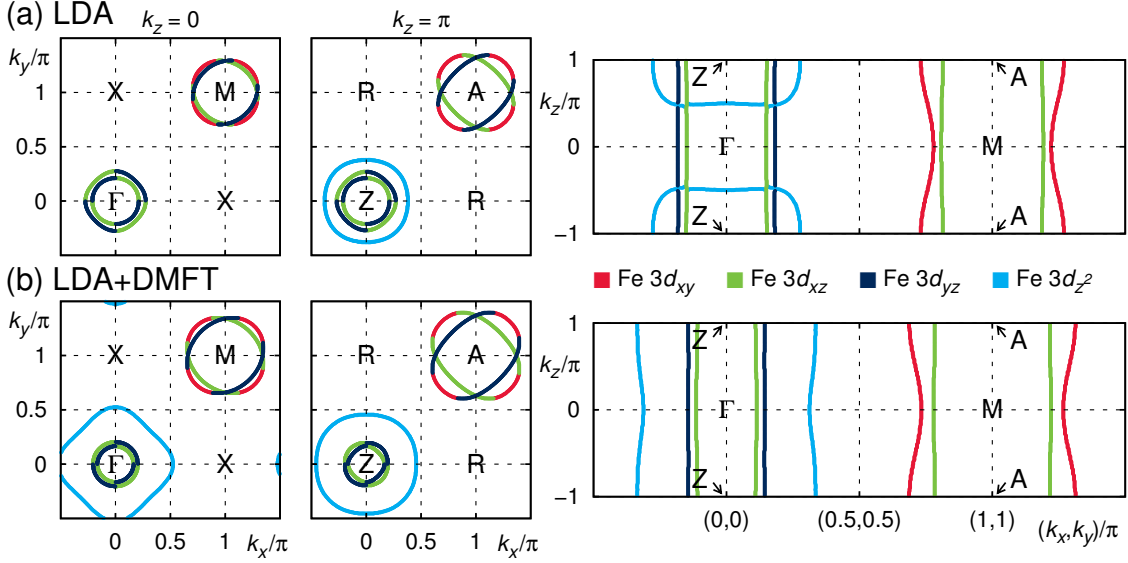 (a) LDA
k_z = 0
k_z = π
k_y/π
1
0.5
0
X
M
Γ
X
R
A
Z
R
1
k_z/π
0
−1
Z
Γ
Z
A
M
A
Fe 3d_xy
Fe 3d_xz
Fe 3d_yz
Fe 3d_z²
(b) LDA+DMFT
k_y/π
1
0.5
0
X
M
Γ
X
0
0.5
1
k_x/π
R
A
Z
R
0
0.5
1
k_x/π
1
k_z/π
0
−1
Z
Γ
Z
A
M
A
(0,0)
(0.5,0.5)
(1,1)
(k_x,k_y)/π